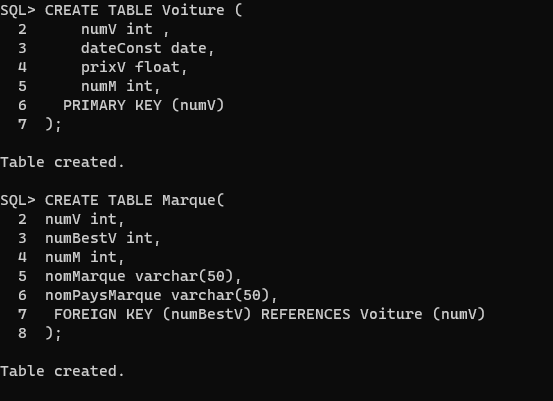 SQL> CREATE TABLE Voiture (
  2      numV int ,
  3      dateConst date,
  4      prixV float,
  5      numM int,
  6    PRIMARY KEY (numV)
  7  );
Table created.
SQL> CREATE TABLE Marque(
  2  numV int,
  3  numBestV int,
  4  numM int,
  5  nomMarque varchar(50),
  6  nomPaysMarque varchar(50),
  7   FOREIGN KEY (numBestV) REFERENCES Voiture (numV)
  8  );
Table created.